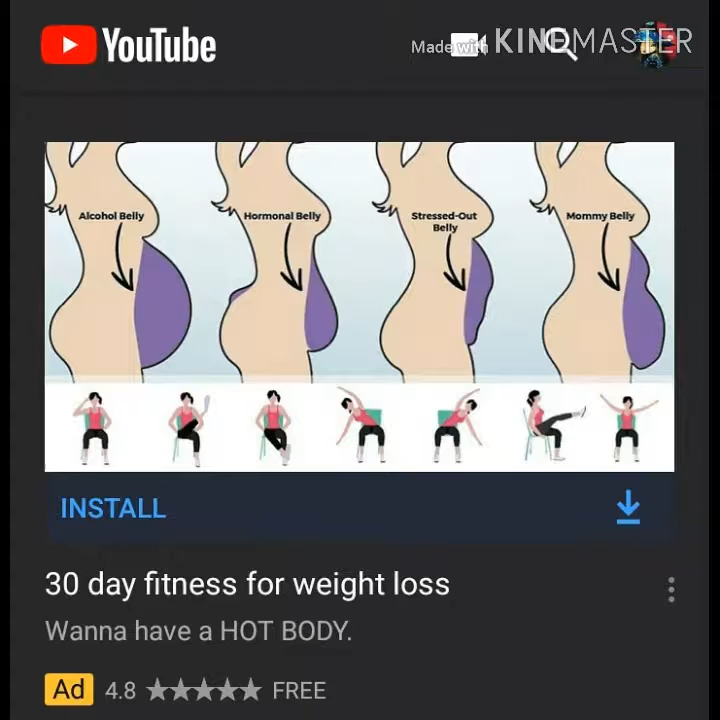 YouTube
Made with KINEMASTER
Alcohol Belly
Hormonal Belly
Stressed-Out
Belly
Mommy Belly
INSTALL
30 day fitness for weight loss
Wanna have a HOT BODY.
Ad 4.8 FREE